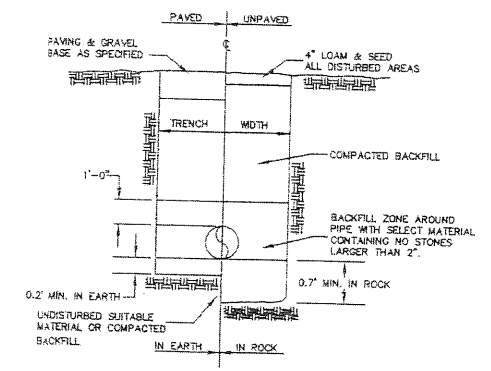 PAVED
UNPAVED
℄
PAVING & GRAVEL
BASE AS SPECIFIED
4" LOAM & SEED
ALL DISTURBED AREAS
TRENCH
WIDTH
COMPACTED BACKFILL
1'-0"
BACKFILL ZONE AROUND
PIPE WITH SELECT MATERIAL
CONTAINING NO STONES
LARGER THAN 2".
0.2' MIN. IN EARTH
0.7' MIN. IN ROCK
UNDISTURBED SUITABLE
MATERIAL OR COMPACTED
BACKFILL
IN EARTH
IN ROCK